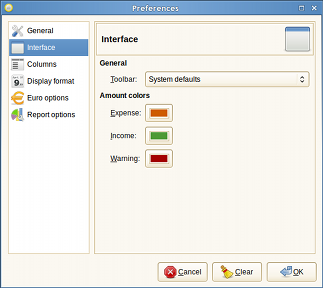 Preferences
General
Interface
Columns
Display format
Euro options
Report options
Interface
General
Toolbar: System defaults
Amount colors
Expense:
Income:
Warning:
Cancel Clear OK